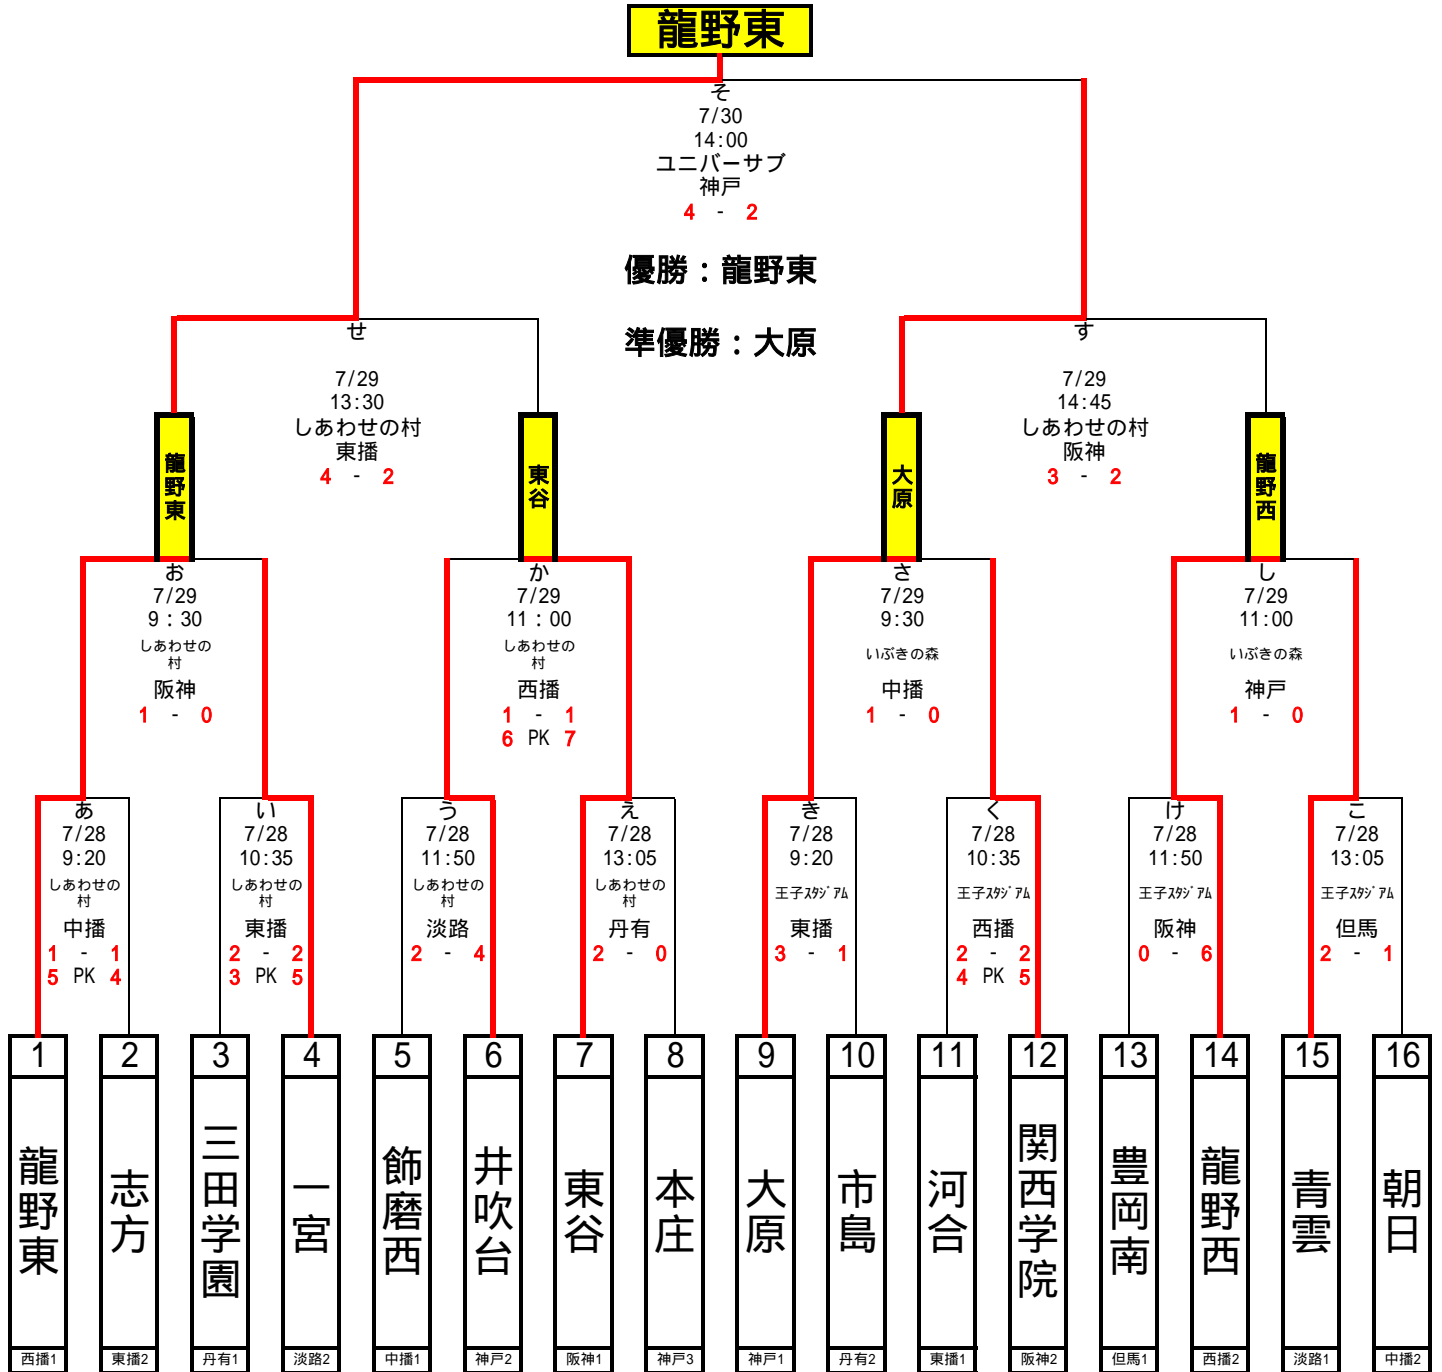 龍野東
そ
7/30
14:00
ユニバーサブ
神戸
4 - 2
優勝：龍野東
準優勝：大原
せ
7/29
13:30
しあわせの村
東播
4 - 2
す
7/29
14:45
しあわせの村
阪神
3 - 2
龍野東
東谷
大原
龍野西
お
7/29
9：30
しあわせの
村
阪神
1 - 0
か
7/29
11：00
しあわせの
村
西播
1 - 1
6 PK 7
さ
7/29
9:30
いぶきの森
中播
1 - 0
し
7/29
11:00
いぶきの森
神戸
1 - 0
あ
7/28
9:20
しあわせの
村
中播
1 - 1
5 PK 4
い
7/28
10:35
しあわせの
村
東播
2 - 2
3 PK 5
う
7/28
11:50
しあわせの
村
淡路
2 - 4
え
7/28
13:05
しあわせの
村
丹有
2 - 0
き
7/28
9:20
王子ｽﾀｼﾞｱﾑ
東播
3 - 1
く
7/28
10:35
王子ｽﾀｼﾞｱﾑ
西播
2 - 2
4 PK 5
け
7/28
11:50
王子ｽﾀｼﾞｱﾑ
阪神
0 - 6
こ
7/28
13:05
王子ｽﾀｼﾞｱﾑ
但馬
2 - 1
1 2 3 4 5 6 7 8 9 10 11 12 13 14 15 16
龍野東
志方
三田学園
一宮
飾磨西
井吹台
東谷
本庄
大原
市島
河合
関西学院
豊岡南
龍野西
青雲
朝日
西播1 東播2 丹有1 淡路2 中播1 神戸2 阪神1 神戸3 神戸1 丹有2 東播1 阪神2 但馬1 西播2 淡路1 中播2